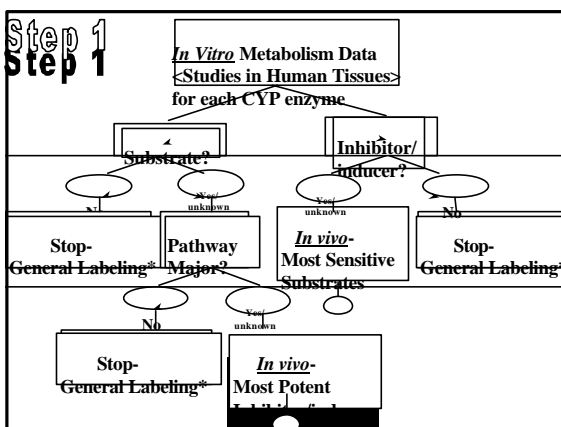 Step 1
In Vitro Metabolism Data
<Studies in Human Tissues>
for each CYP enzyme
Substrate?
Inhibitor/
inducer?
No
Yes/
unknown
Yes/
unknown
No
Stop-
General Labeling*
Pathway
Major?
In vivo-
Most Sensitive
Substrates
Stop-
General Labeling*
No
Yes/
unknown
Stop-
General Labeling*
In vivo-
Most Potent